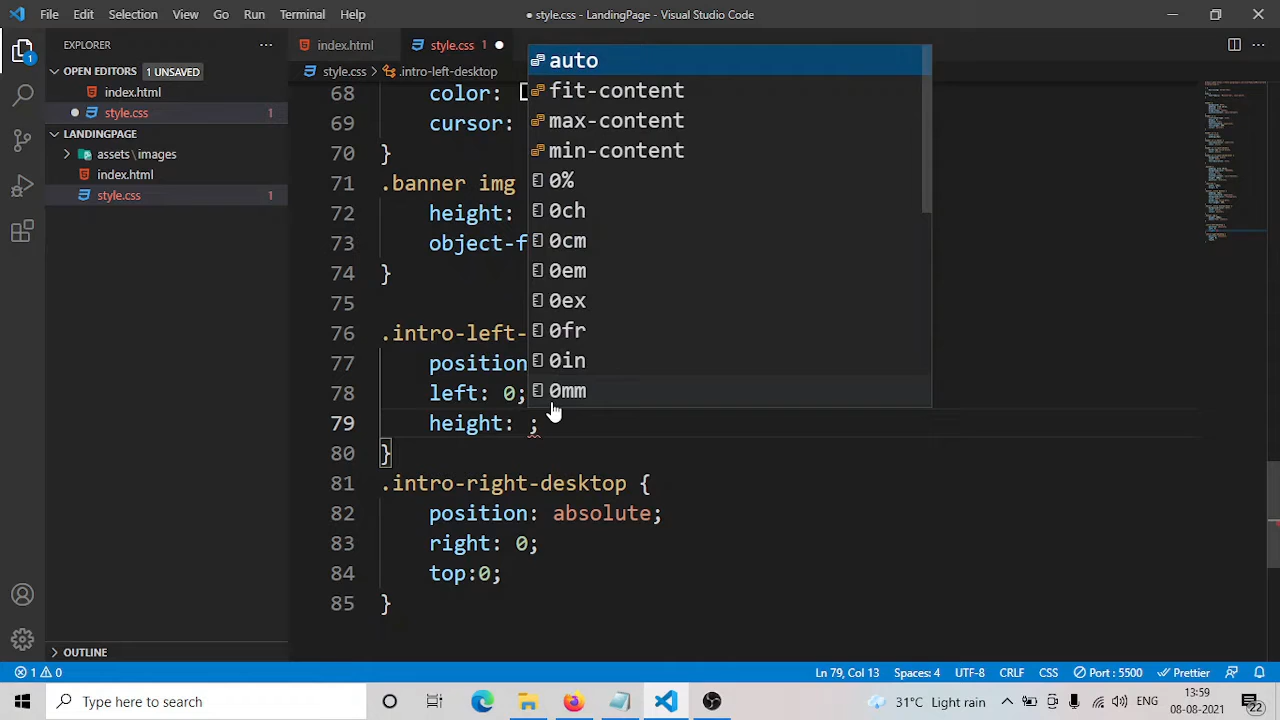 File Edit Selection View Go Run Terminal Help
● style.css - LandingPage - Visual Studio Code
EXPLORER
OPEN EDITORS 1 UNSAVED
index.html
style.css 1
LANDINGPAGE
assets \ images
index.html
style.css 1
OUTLINE
index.html style.css 1
style.css > .intro-left-desktop
68 color:
69 cursor:
70 }
71 .banner img
72 height:
73 object-f
74 }
75
76 .intro-left-
77 position
78 left: 0;
79 height: ;
80 }
81 .intro-right-desktop {
82 position: absolute;
83 right: 0;
84 top:0;
85 }
auto
fit-content
max-content
min-content
0%
0ch
0cm
0em
0ex
0fr
0in
0mm
1 0 Ln 79, Col 13 Spaces: 4 UTF-8 CRLF CSS Port : 5500 Prettier
Type here to search
31°C Light rain ENG 13:59
08-08-2021
22
1